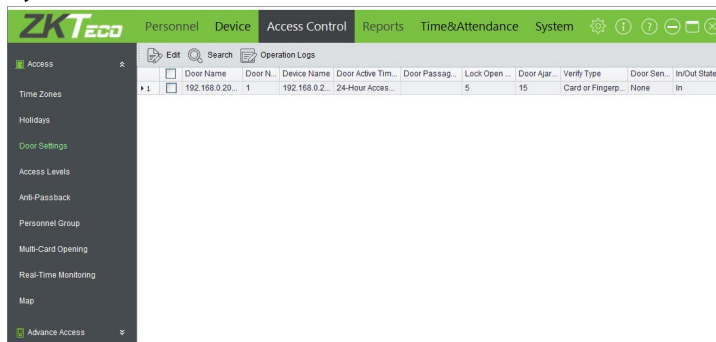 ZKTeco Personnel Device Access Control Reports Time&Attendance System
Access
Time Zones
Holidays
Door Settings
Access Levels
Anti-Passback
Personnel Group
Multi-Card Opening
Real-Time Monitoring
Map
Advance Access
Edit Search Operation Logs
Door Name Door N... Device Name Door Active Tim... Door Passag... Lock Open ... Door Ajar... Verify Type Door Sen... In/Out State
1 192.168.0.20... 1 192.168.0.2... 24-Hour Acces... 5 15 Card or Fingerp... None In